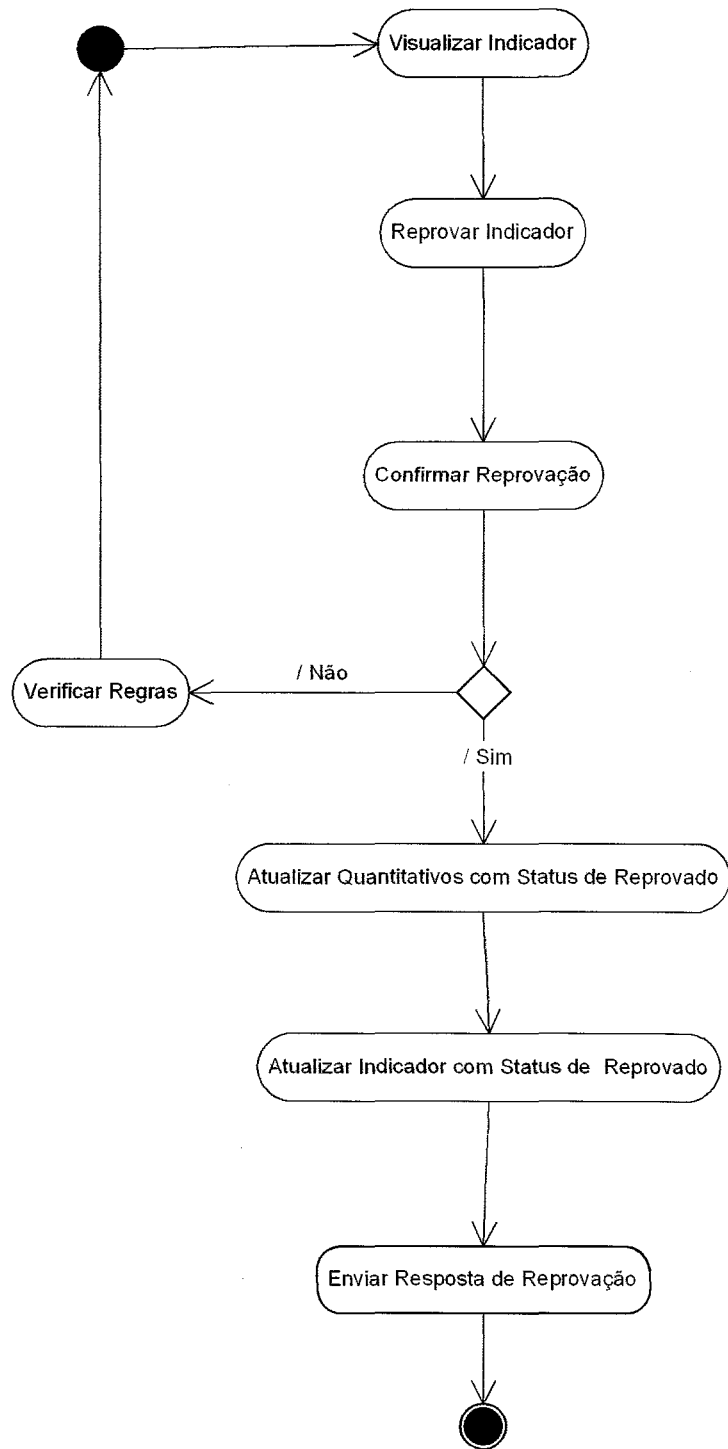 Visualizar Indicador
Reprovar Indicador
Confirmar Reprovação
/ Não
Verificar Regras
/ Sim
Atualizar Quantitativos com Status de Reprovado
Atualizar Indicador com Status de Reprovado
Enviar Resposta de Reprovação